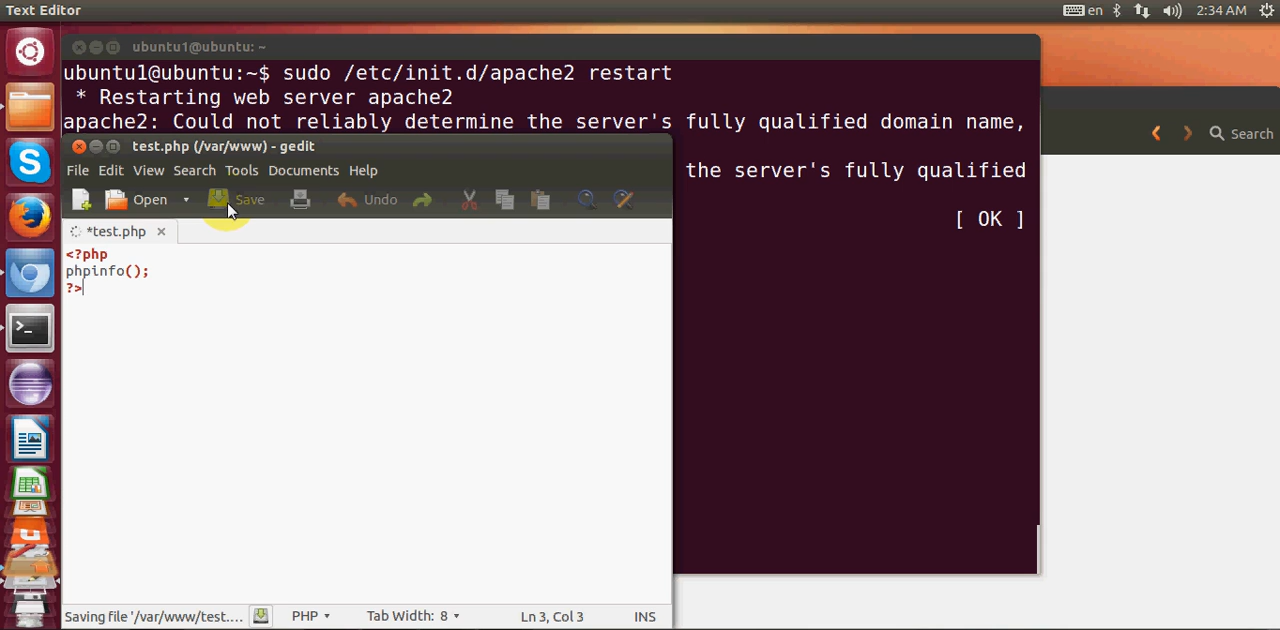 Text Editor
en
2:34 AM
ubuntu1@ubuntu: ~
ubuntu1@ubuntu:~$ sudo /etc/init.d/apache2 restart
* Restarting web server apache2
apache2: Could not reliably determine the server's fully qualified domain name,
the server's fully qualified
[ OK ]
Search
test.php (/var/www) - gedit
File Edit View Search Tools Documents Help
Open Save Undo
*test.php
<?php
phpinfo();
?>
Saving file '/var/www/test.... PHP Tab Width: 8 Ln 3, Col 3 INS